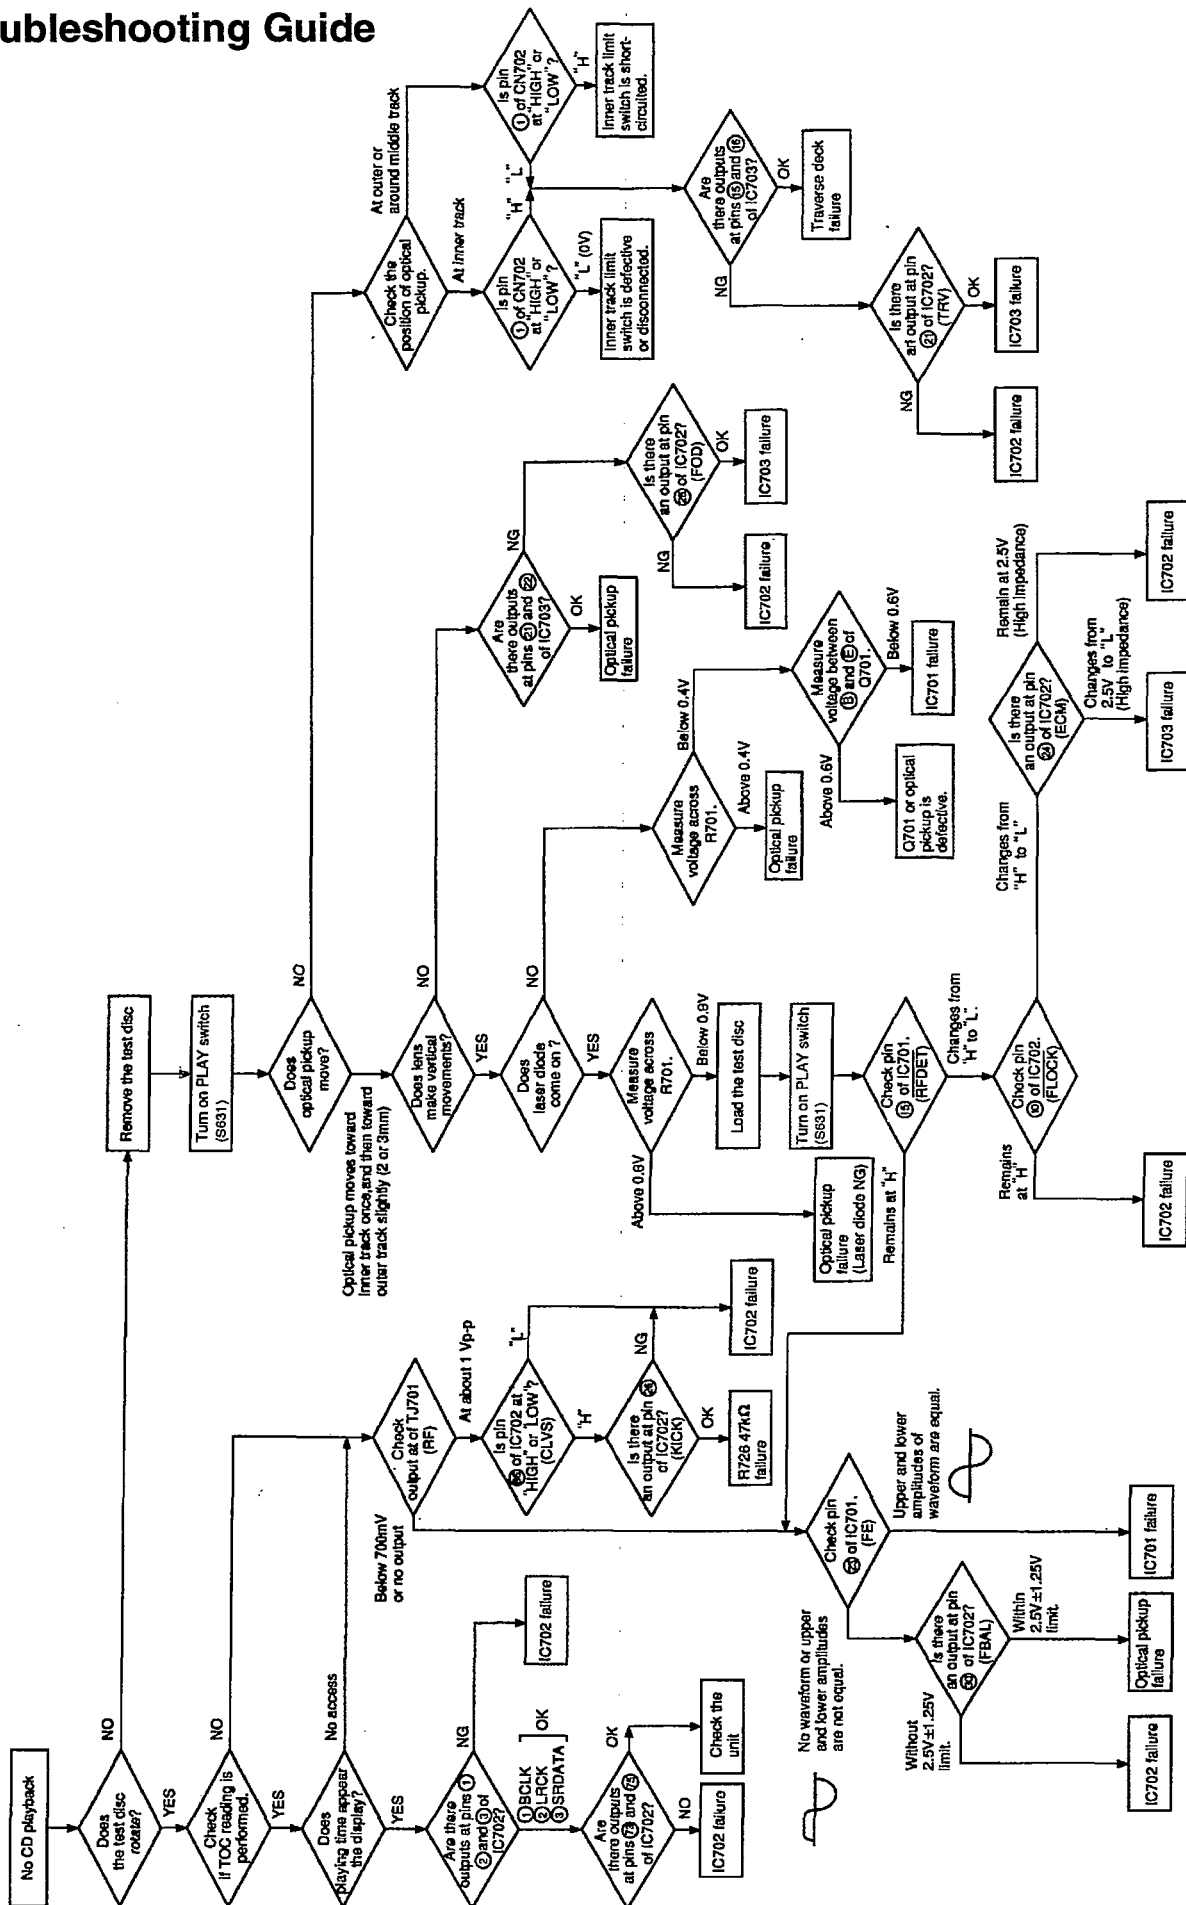 ubleshooting Guide
No CD playback
Does
the test disc
rotate?
NO
YES
Check
if TOC reading is
performed.
NO
YES
Does
playing time appear
the display?
No access
YES
Are there
outputs at pins ①
② and ③ of
IC702?
NG
IC702 failure
① BCLK
② LRCK
③ SRDATA
OK
Are
there outputs
at pins 74 and 75
of IC702?
OK
Check the
unit
NO
IC702 failure
Check
output at of TJ701
(RF)
Below 700mV
or no output
At about 1 Vp-p
Is pin
of IC702 at
"HIGH" or "LOW"?
(CLVS)
"L"
"H"
Is there
an output at pin
of IC702?
(KICK)
NG
IC702 failure
OK
R726 47kΩ
failure
Check pin
of IC701.
(FE)
No waveform or upper
and lower amplitudes
are not equal.
Upper and lower
amplitudes of
waveform are equal.
IC701 failure
Is there
an output at pin
of IC702?
(FBAL)
Without
2.5V±1.25V
limit.
IC702 failure
Within
2.5V±1.25V
limit.
Optical pickup
failure
Remove the test disc
Turn on PLAY switch
(S631)
Does
optical pickup
move?
NO
Optical pickup moves toward
inner track once,and then toward
outer track slightly (2 or 3mm)
Does lens
make vertical
movements?
NO
YES
Does
laser diode
come on ?
NO
YES
Measure
voltage across
R701.
Above 0.8V
Optical pickup
failure
(Laser diode NG)
Below 0.9V
Load the test disc
Turn on PLAY switch
(S631)
Check pin
⑮ of IC701.
(RFDET)
Remains at "H"
Changes from
"H" to "L".
Check pin
⑩ of IC702.
(FLOCK)
Remains
at "H"
IC702 failure
Changes from
"H" to "L"
Is there
an output at pin
24 of IC702?
(ECM)
Remain at 2.5V
(High Impedance)
IC702 failure
Changes from
2.5V to "L"
(High Impedance)
IC703 failure
Measure
voltage across
R701.
Below 0.4V
Above 0.4V
Optical pickup
failure
Measure
voltage between
Ⓑ and Ⓔ of
Q701.
Above 0.6V
Q701 or optical
pickup is
defective.
Below 0.6V
IC701 failure
Are
there outputs
at pins 21 and 22
of IC703?
NG
OK
Optical pickup
failure
Is there
an output at pin
of IC702?
(FOD)
NG
IC702 failure
OK
IC703 failure
Check the
position of optical
pickup.
At outer or
around middle track
At inner track
Is pin
① of CN702
at "HIGH" or
"LOW"?
"H"
"L" (0V)
Inner track limit
switch is defective
or disconnected.
Is pin
① of CN702
at "HIGH" or
"LOW"?
"L"
"H"
Inner track limit
switch is short-
circuited.
Are
there outputs
at pins ⑮ and ⑯
of IC703?
NG
OK
Traverse deck
failure
Is there
an output at pin
21 of IC702?
(TRV)
NG
IC702 failure
OK
IC703 failure